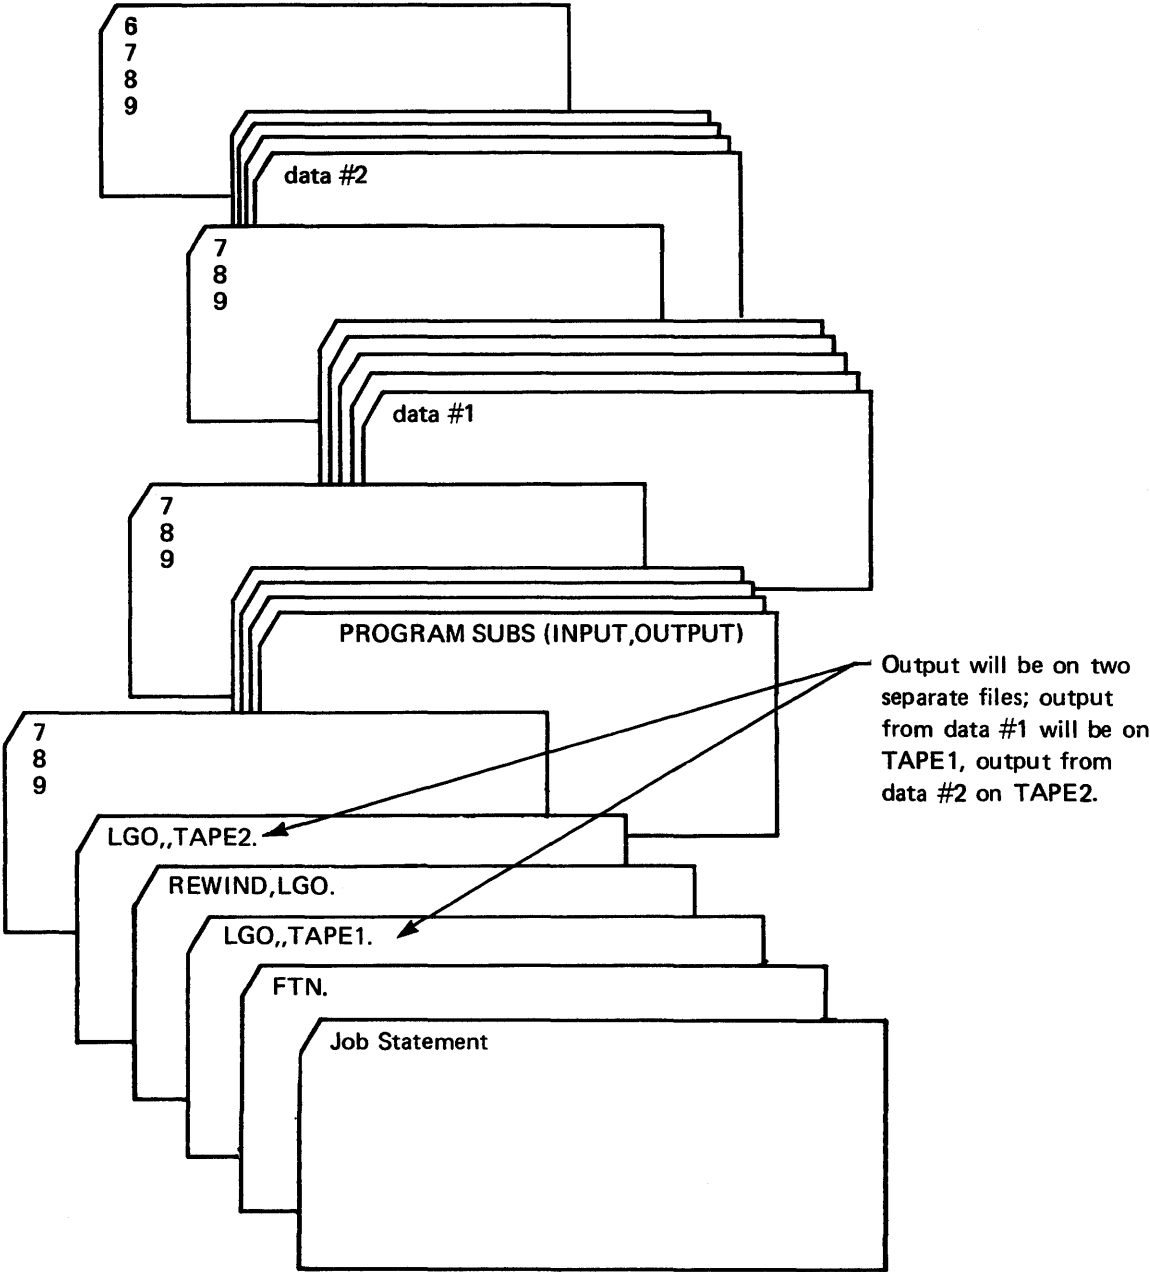 6
7
8
9
data #2
7
8
9
data #1
7
8
9
PROGRAM SUBS (INPUT,OUTPUT)
Output will be on two
separate files; output
from data #1 will be on
TAPE1, output from
data #2 on TAPE2.
7
8
9
LGO,,TAPE2.
REWIND,LGO.
LGO,,TAPE1.
FTN.
Job Statement